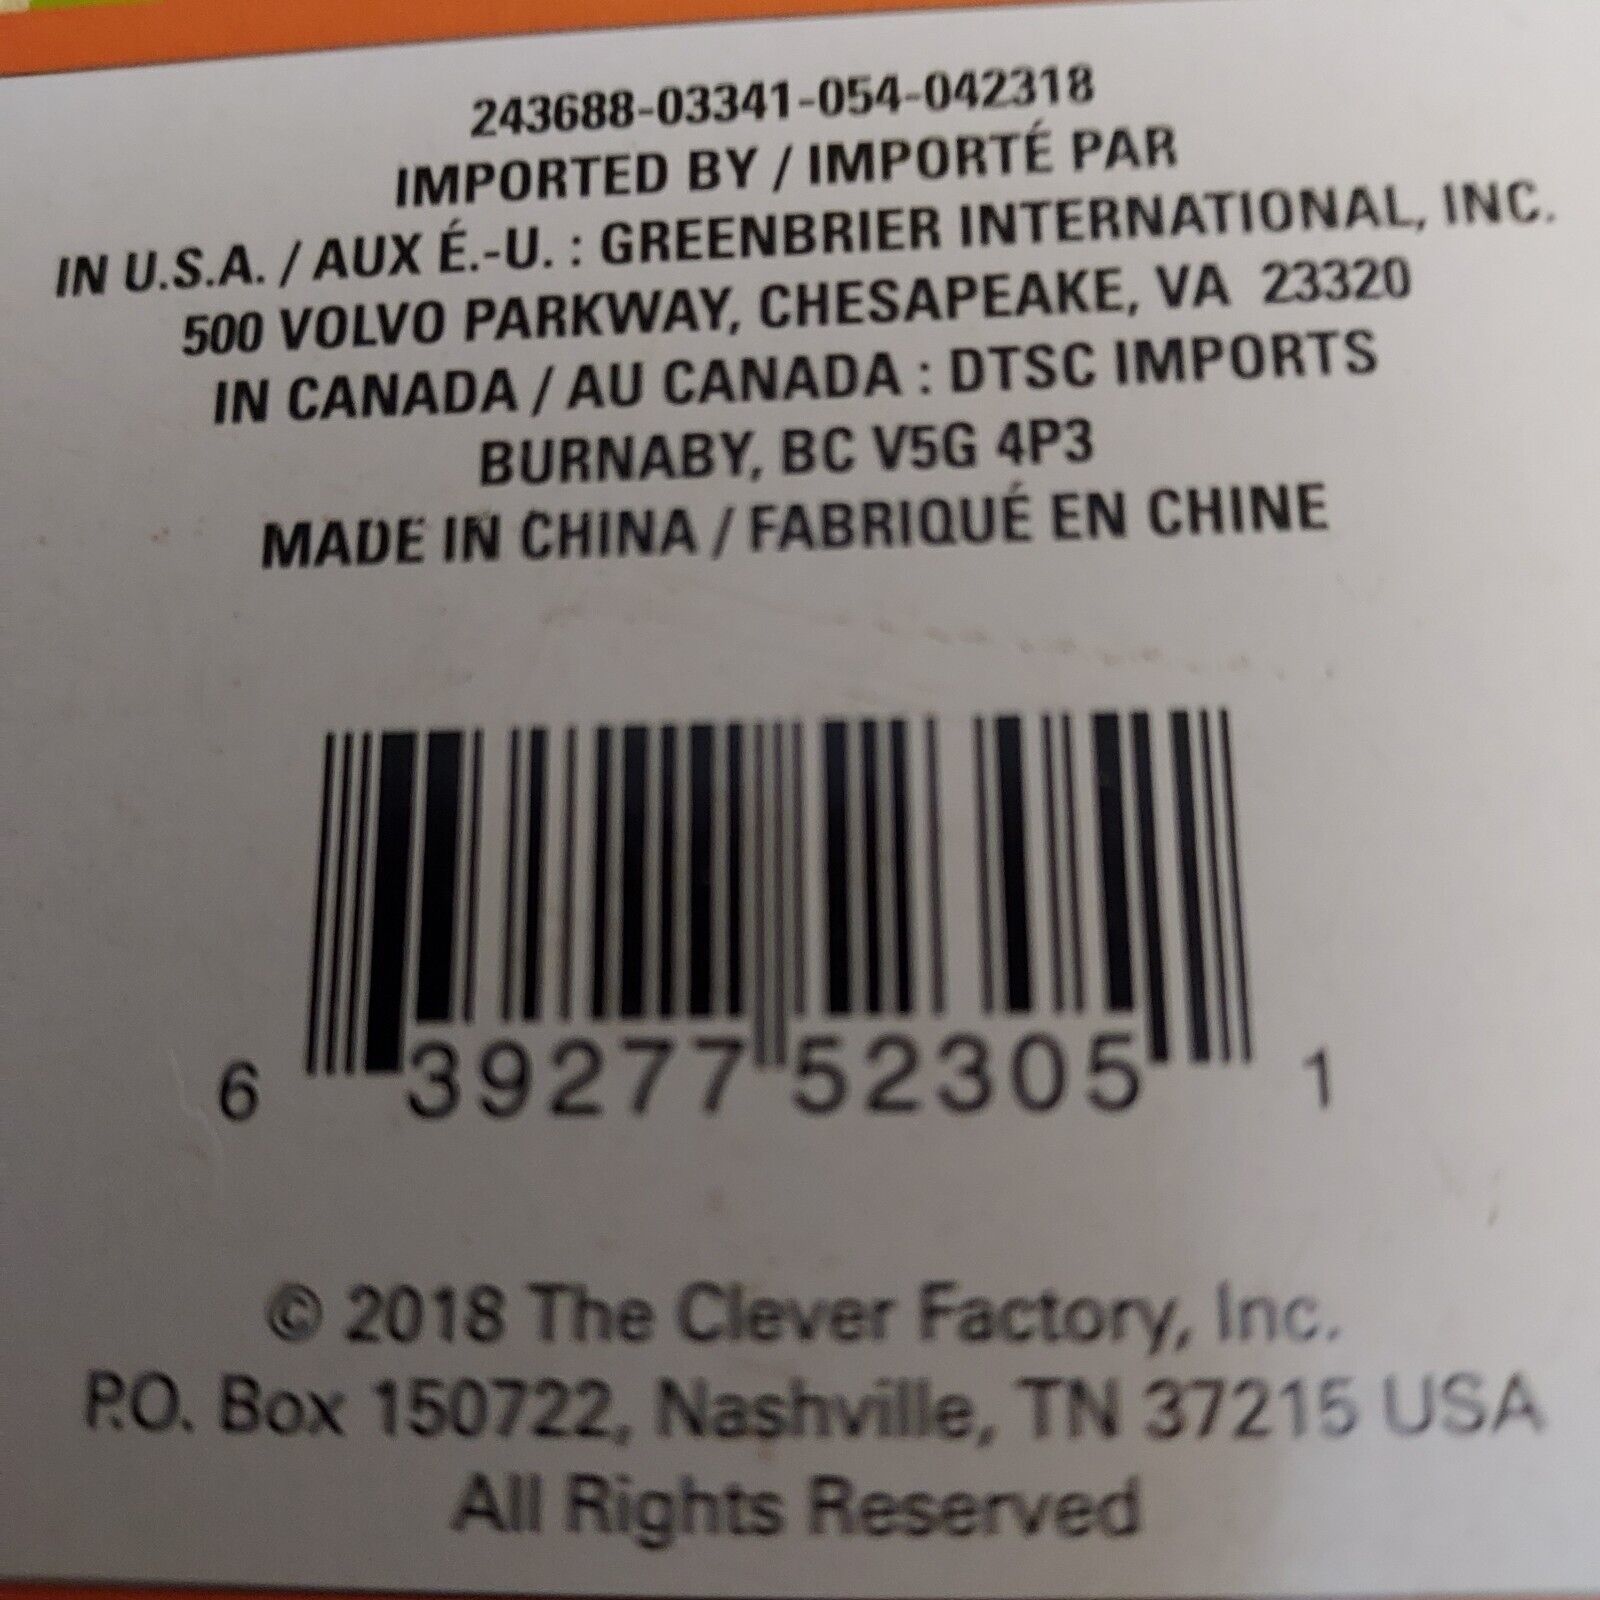 243688-03341-054-042318
IMPORTED BY / IMPORTÉ PAR
IN U.S.A. / AUX É.-U. : GREENBRIER INTERNATIONAL, INC.
500 VOLVO PARKWAY, CHESAPEAKE, VA 23320
IN CANADA / AU CANADA : DTSC IMPORTS
BURNABY, BC V5G 4P3
MADE IN CHINA / FABRIQUÉ EN CHINE
6 39277 52305 1
© 2018 The Clever Factory, Inc.
P.O. Box 150722, Nashville, TN 37215 USA
All Rights Reserved